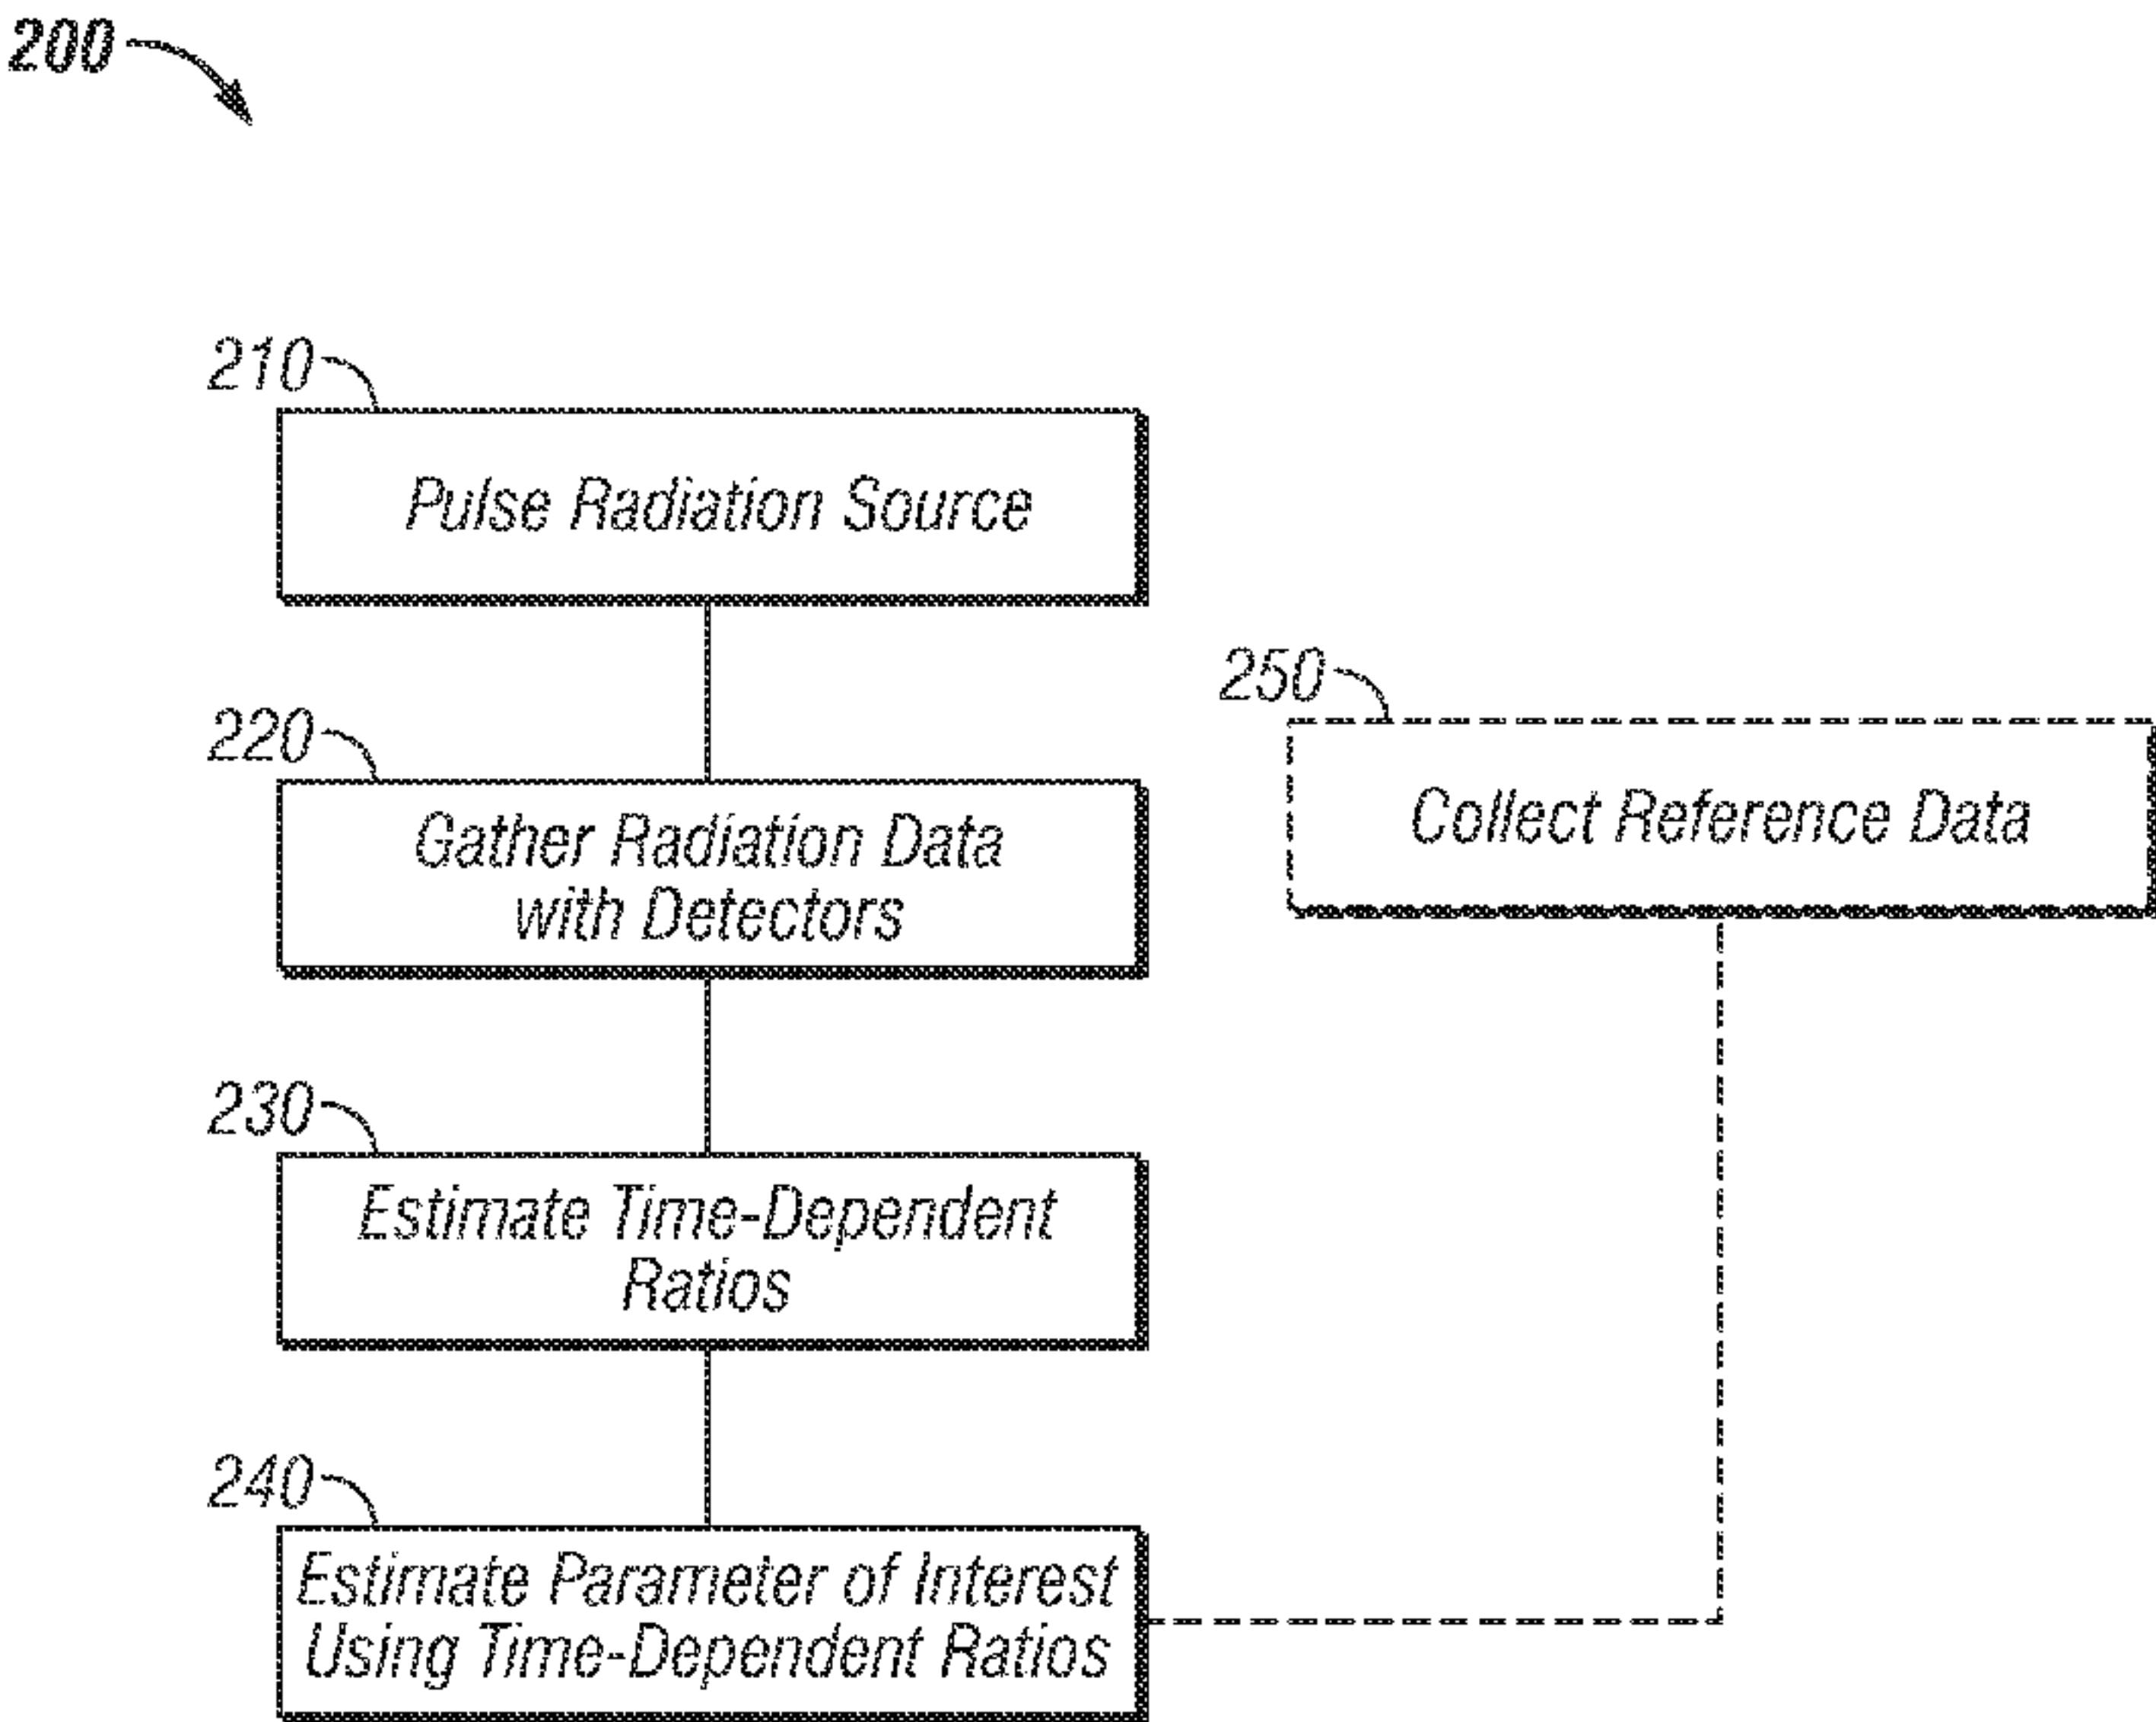 200
210
Pulse Radiation Source
220
Gather Radiation Data
with Detectors
250
Collect Reference Data
230
Estimate Time-Dependent
Ratios
240
Estimate Parameter of Interest
Using Time-Dependent Ratios